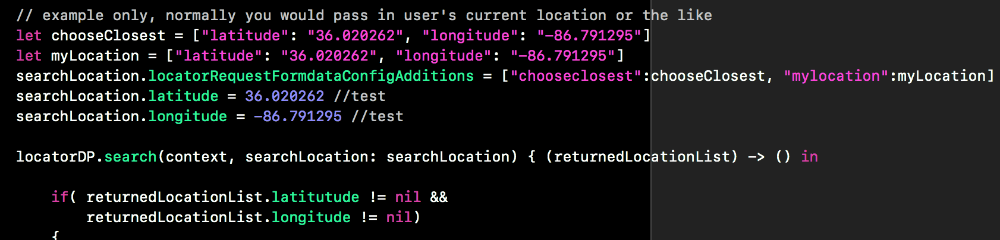 // example only, normally you would pass in user's current location or the like
let chooseClosest = ["latitude": "36.020262", "longitude": "-86.791295"]
let myLocation = ["latitude": "36.020262", "longitude": "-86.791295"]
searchLocation.locatorRequestFormdataConfigAdditions = ["chooseclosest":chooseClosest, "mylocation":myLocation]
searchLocation.latitude = 36.020262 //test
searchLocation.longitude = -86.791295 //test
locatorDP.search(context, searchLocation: searchLocation) { (returnedLocationList) -> () in
if( returnedLocationList.latitutude != nil &&
returnedLocationList.longitude != nil)
{